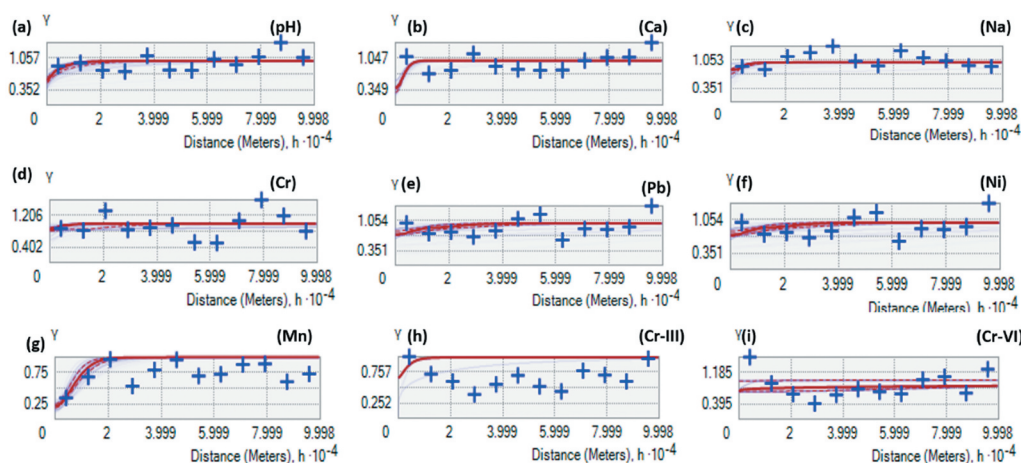 (a) γ (pH)
1.057
0.352
0 2 3.999 5.999 7.999 9.998
Distance (Meters), h ·10⁻⁴
(b) γ (Ca)
1.047
0.349
0 2 3.999 5.999 7.999 9.998
Distance (Meters), h ·10⁻⁴
(c) γ (Na)
1.053
0.351
0 2 3.999 5.999 7.999 9.998
Distance (Meters), h ·10⁻⁴
(d) γ (Cr)
1.206
0.402
0 2 3.999 5.999 7.999 9.998
Distance (Meters), h ·10⁻⁴
(e) γ (Pb)
1.054
0.351
0 2 3.999 5.999 7.999 9.998
Distance (Meters), h ·10⁻⁴
(f) γ (Ni)
1.054
0.351
0 2 3.999 5.999 7.999 9.998
Distance (Meters), h ·10⁻⁴
(g) γ (Mn)
0.75
0.25
0 2 3.999 5.999 7.999 9.998
Distance (Meters), h ·10⁻⁴
(h) γ (Cr-III)
0.757
0.252
0 2 3.999 5.999 7.999 9.998
Distance (Meters), h ·10⁻⁴
γ (i) (Cr-VI)
1.185
0.395
0 2 3.999 5.999 7.999 9.998
Distance (Meters), h ·10⁻⁴